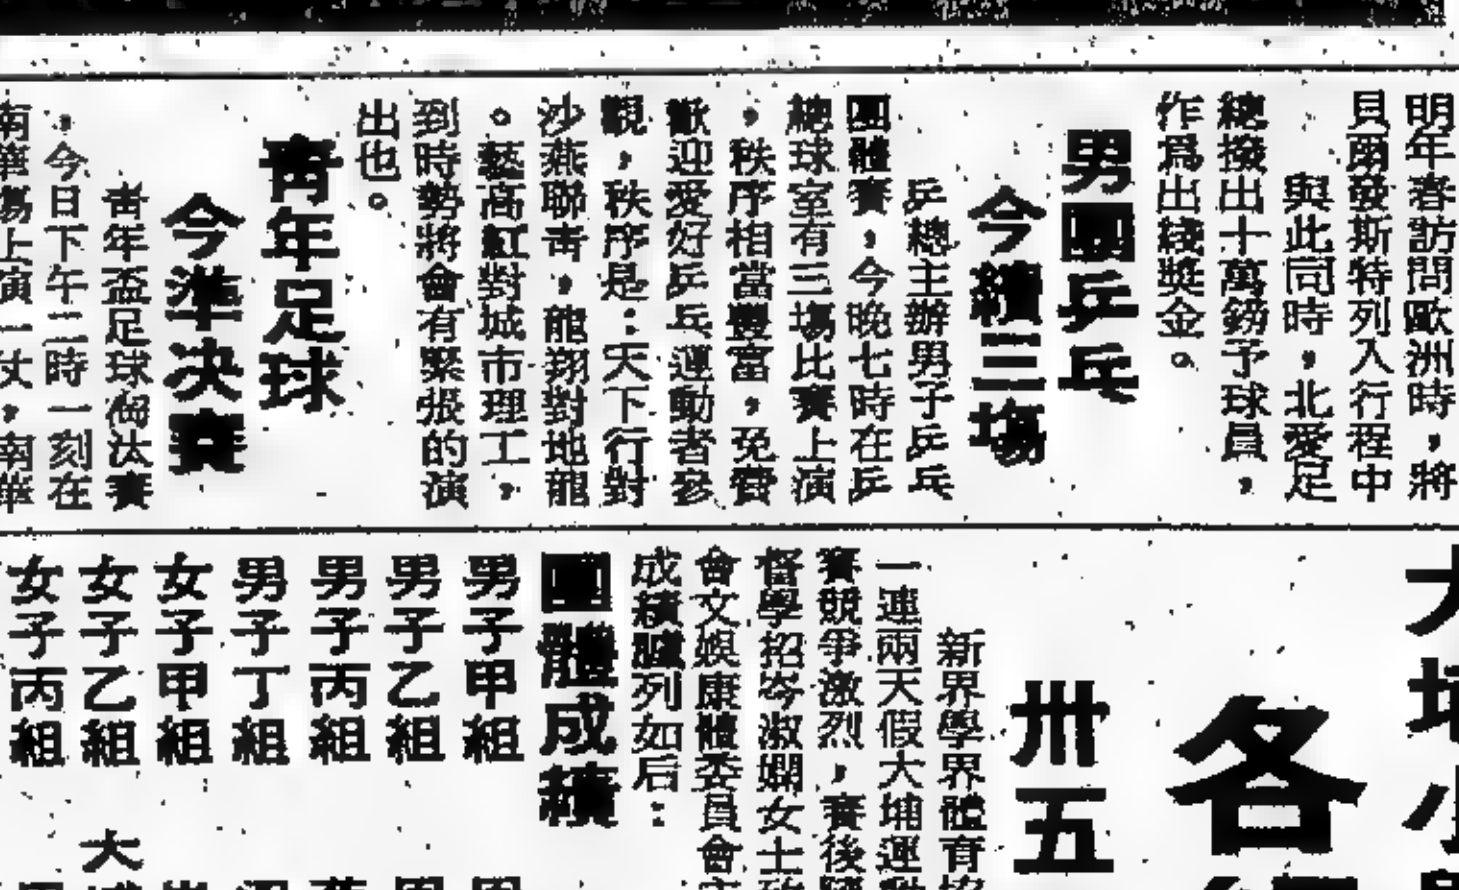 明年春訪問歐洲時，將
貝爾發斯特列入行程中
與此同時，北愛足
總撥出十萬鎊予球員，
作爲出綫獎金。
男團乒乓
今續三場
乒總主辦男子乒乓
團體賽，今晚七時在乒
總球室有三場比賽上演
，秩序相當豐富，免費
歡迎愛好乒乓運動者參
觀，秩序是：天下行對
沙燕聯靑，龍翔對地龍
。藝高紅對城市理工，
到時勢將會有緊張的演
出也。
靑年足球
今準決賽
靑年盃足球淘汰賽
，今日下午二時一刻在
南華場上演一丈，南華
各
卅五
新界學界體育協
一連兩天假大埔運
賽競爭激烈，賽後
督學招岑淑嫻女士
會文娛康體委員會
成績臚列如后：
團體成績
男子甲組
男子乙組
男子丙組
男子丁組
女子甲組
女子乙組 大
女子丙組